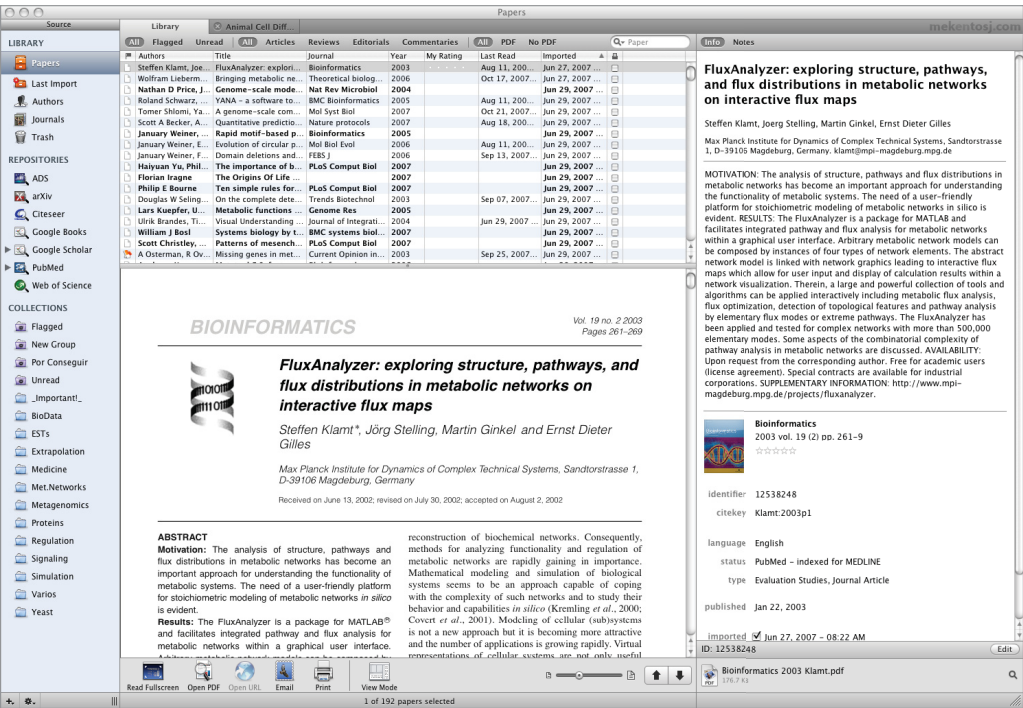 Papers
Source
Library
Animal Cell Diff...
mekentosj.com
LIBRARY
Papers
Last Import
Authors
Journals
Trash
REPOSITORIES
ADS
arXiv
Citeseer
Google Books
Google Scholar
PubMed
Web of Science
COLLECTIONS
Flagged
New Group
Por Conseguir
Unread
_Important!_
BioData
ESTs
Extrapolation
Medicine
Met.Networks
Metagenomics
Proteins
Regulation
Signaling
Simulation
Varios
Yeast
All Flagged Unread All Articles Reviews Editorials Commentaries All PDF No PDF Paper
Authors Title Journal Year My Rating Last Read Imported
Steffen Klamt, Joe... FluxAnalyzer: explori... Bioinformatics 2003 Aug 11, 200... Jun 27, 2007 ...
Wolfram Lieberm... Bringing metabolic ne... Theoretical biolog... 2006 Oct 17, 200... Jun 27, 2007 ...
Nathan D Price, J... Genome-scale mode... Nat Rev Microbiol 2004 Jun 29, 2007 ...
Roland Schwarz, ... YANA - a software to... BMC Bioinformatics 2005 Aug 11, 200... Jun 29, 2007 ...
Tomer Shlomi, Ya... A genome-scale com... Molecular Systems... 2007 Oct 21, 2007 Jun 29, 2007 ...
Scott A Becker, A... Quantitative predictio... Nature protocols 2007 Aug 18, 200... Jun 29, 2007 ...
January Weiner, ... Rapid motif-based p... Bioinformatics 2005 Jun 29, 2007 ...
January Weiner, E... Evolution of circular p... Mol Biol Evol 2006 Aug 11, 200... Jun 29, 2007 ...
January Weiner, F... Domain deletions and... FEBS J 2006 Sep 13, 2007... Jun 29, 2007 ...
Haiyuan Yu, Phil... The importance of b... PLoS Comput Biol 2007 Jun 29, 2007 ...
Florian Iragne The Origins Of Life ... 2007 Jun 29, 2007 ...
Philip E Bourne Ten simple rules for... PLoS Comput Biol 2007 Jun 29, 2007 ...
Douglas W Seling... On the complete dete... Trends Biotechnol 2003 Sep 07, 200... Jun 29, 2007 ...
Lars Kuepfer, U... Metabolic functions ... Genome Res 2005 Jun 29, 2007 ...
Ulrik Brandes, Ti... Visual Understanding ... Journal of Integrati... 2004 Jun 29, 2007 ... Jun 29, 2007 ...
William J Bosl Systems biology by t... BMC systems biol... 2007 Jun 29, 2007 ...
Scott Christley, ... Patterns of mesench... PLoS Comput Biol 2007 Jun 29, 2007 ...
A Osterman, R Ov... Missing genes in met... Current Opinion in... 2003 Sep 25, 200... Jun 29, 2007 ...
BIOINFORMATICS
Vol. 19 no. 2 2003
Pages 261–269
FluxAnalyzer: exploring structure, pathways, and
flux distributions in metabolic networks on
interactive flux maps
Steffen Klamt*, Jörg Stelling, Martin Ginkel and Ernst Dieter
Gilles
Max Planck Institute for Dynamics of Complex Technical Systems, Sandtorstrasse 1,
D-39106 Magdeburg, Germany
Received on June 13, 2002; revised on July 30, 2002; accepted on August 2, 2002
ABSTRACT
Motivation: The analysis of structure, pathways and
flux distributions in metabolic networks has become an
important approach for understanding the functionality of
metabolic systems. The need of a user-friendly platform
for stoichiometric modeling of metabolic networks in silico
is evident.
Results: The FluxAnalyzer is a package for MATLAB®
and facilitates integrated pathway and flux analysis for
metabolic networks within a graphical user interface.
Arbitrary metabolic network models can be composed by
reconstruction of biochemical networks. Consequently,
methods for analyzing functionality and regulation of
metabolic networks are rapidly gaining in importance.
Mathematical modeling and simulation of biological
systems seems to be an approach capable of coping
with the complexity of such networks and to study their
behavior and capabilities in silico (Kremling et al., 2000;
Covert et al., 2001). Modeling of cellular (sub)systems
is not a new approach but it is becoming more attractive
and the number of applications is growing rapidly. Virtual
representations of cellular systems are not only useful
Read Fullscreen Open PDF Open URL Email Print View Mode
1 of 192 papers selected
Info Notes
FluxAnalyzer: exploring structure, pathways,
and flux distributions in metabolic networks
on interactive flux maps
Steffen Klamt, Joerg Stelling, Martin Ginkel, Ernst Dieter Gilles
Max Planck Institute for Dynamics of Complex Technical Systems, Sandtorstrasse
1, D-39106 Magdeburg, Germany. klamt@mpi-magdeburg.mpg.de
MOTIVATION: The analysis of structure, pathways and flux distributions in
metabolic networks has become an important approach for understanding
the functionality of metabolic systems. The need of a user-friendly
platform for stoichiometric modeling of metabolic networks in silico is
evident. RESULTS: The FluxAnalyzer is a package for MATLAB and
facilitates integrated pathway and flux analysis for metabolic networks
within a graphical user interface. Arbitrary metabolic network models can
be composed by instances of four types of network elements. The abstract
network model is linked with network graphics leading to interactive flux
maps which allow for user input and display of calculation results within a
network visualization. Therein, a large and powerful collection of tools and
algorithms can be applied interactively including metabolic flux analysis,
flux optimization, detection of topological features and pathway analysis
by elementary flux modes or extreme pathways. The FluxAnalyzer has
been applied and tested for complex networks with more than 500,000
elementary modes. Some aspects of the combinatorial complexity of
pathway analysis in metabolic networks are discussed. AVAILABILITY:
Upon request from the corresponding author. Free for academic users
(license agreement). Special contracts are available for industrial
corporations. SUPPLEMENTARY INFORMATION: http://www.mpi-
magdeburg.mpg.de/projects/fluxanalyzer.
Bioinformatics
2003 vol. 19 (2) pp. 261-9
identifier 12538248
citekey Klamt:2003p1
language English
status PubMed - indexed for MEDLINE
type Evaluation Studies, Journal Article
published Jan 22, 2003
imported Jun 27, 2007 - 08:22 AM
ID: 12538248
Edit
Bioinformatics 2003 Klamt.pdf
176.7 Ki